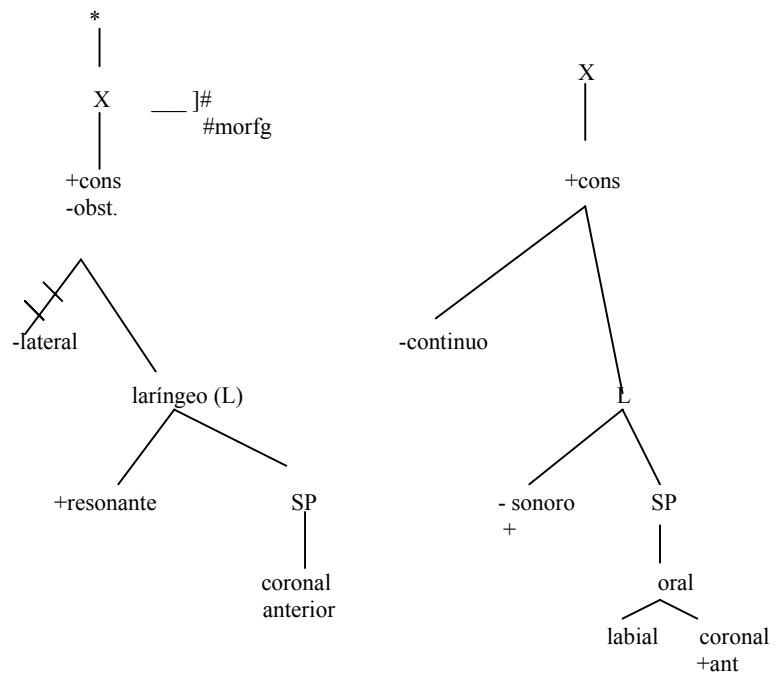 *
X ___ ]#
#morfg
+cons
-obst.
-lateral
laríngeo (L)
+resonante SP
coronal
anterior
X
+cons
-continuo
L
- sonoro SP
+
oral
labial coronal
+ant